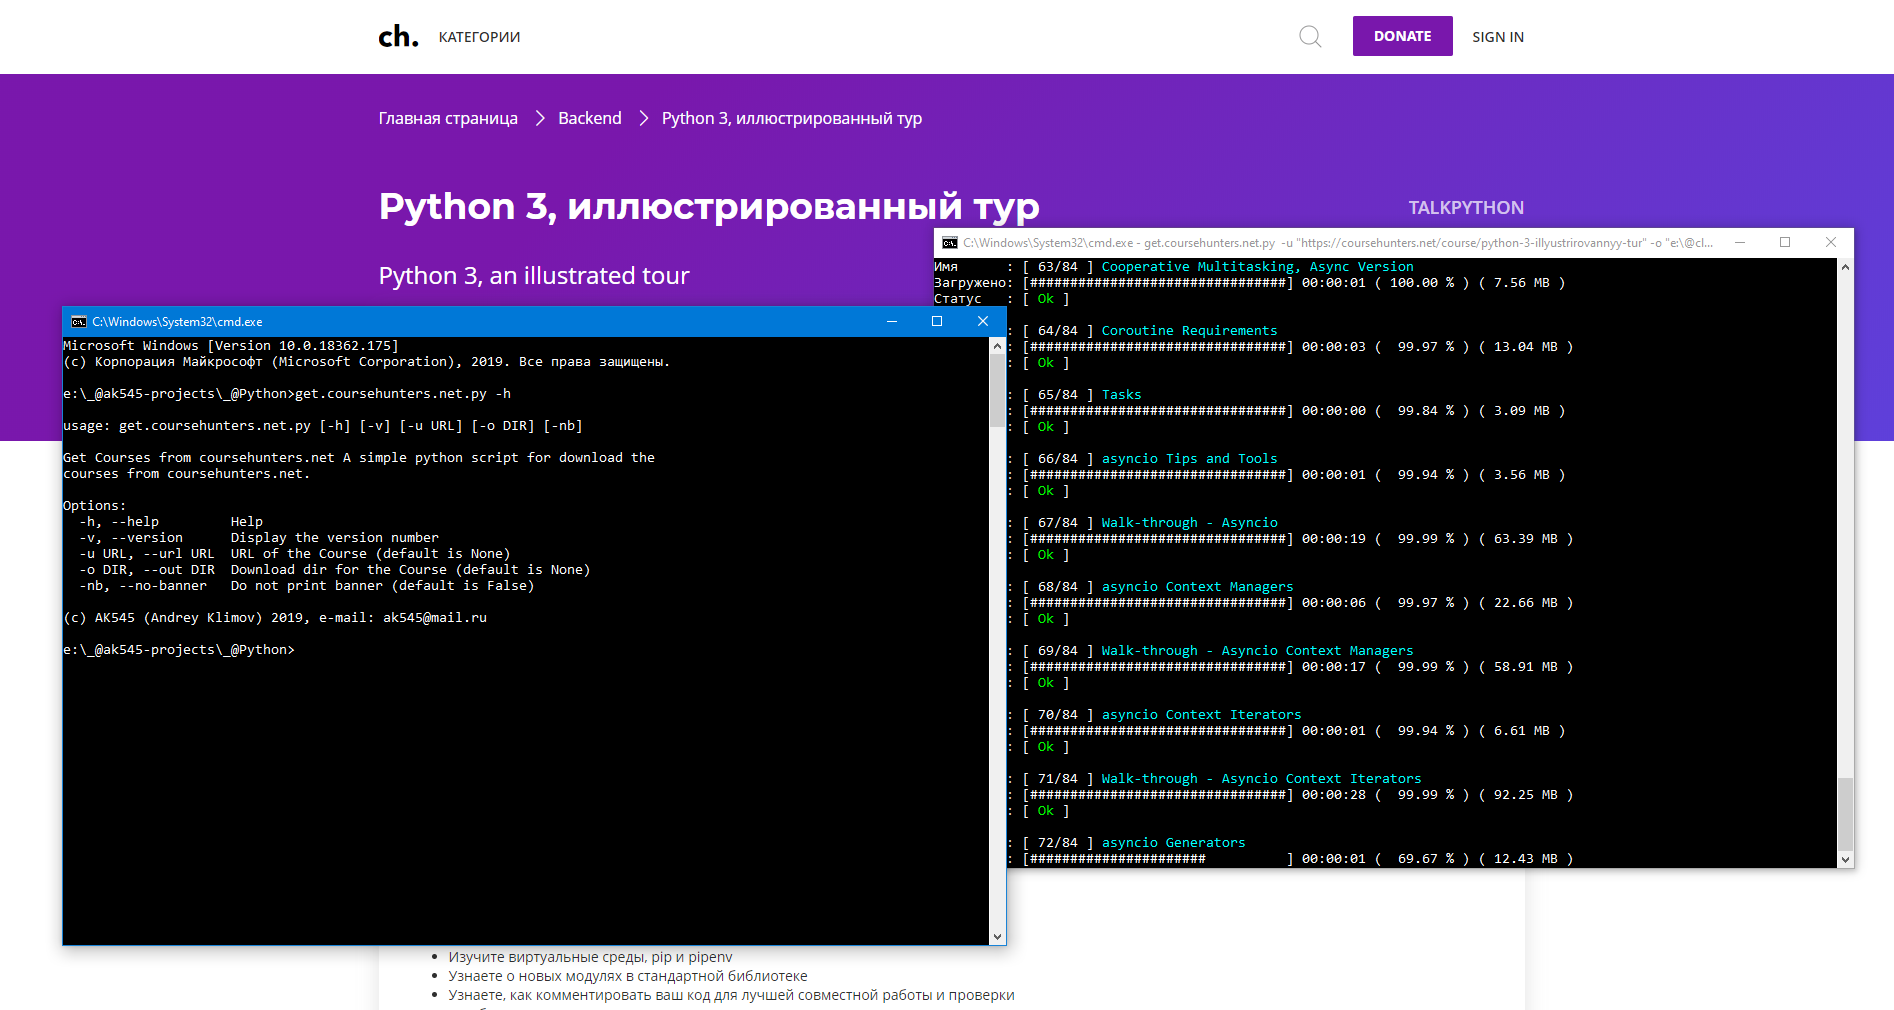 ch. КАТЕГОРИИ DONATE SIGN IN
Главная страница > Backend > Python 3, иллюстрированный тур
Python 3, иллюстрированный тур
TALKPYTHON
Python 3, an illustrated tour
C:\Windows\System32\cmd.exe
Microsoft Windows [Version 10.0.18362.175]
(c) Корпорация Майкрософт (Microsoft Corporation), 2019. Все права защищены.
e:\_@ak545-projects\_@Python>get.coursehunters.net.py -h
usage: get.coursehunters.net.py [-h] [-v] [-u URL] [-o DIR] [-nb]
Get Courses from coursehunters.net A simple python script for download the
courses from coursehunters.net.
Options:
-h, --help Help
-v, --version Display the version number
-u URL, --url URL URL of the Course (default is None)
-o DIR, --out DIR Download dir for the Course (default is None)
-nb, --no-banner Do not print banner (default is False)
(c) AK545 (Andrey Klimov) 2019, e-mail: ak545@mail.ru
e:\_@ak545-projects\_@Python>
C:\Windows\System32\cmd.exe - get.coursehunters.net.py -u "https://coursehunters.net/course/python-3-illyustrirovannyy-tur" -o "e:\@cl...
Имя : [ 63/84 ] Cooperative Multitasking, Async Version
Загружено: [################################] 00:00:01 ( 100.00 % ) ( 7.56 MB )
Статус : [ Ok ]
: [ 64/84 ] Coroutine Requirements
: [################################] 00:00:03 ( 99.97 % ) ( 13.04 MB )
: [ Ok ]
: [ 65/84 ] Tasks
: [################################] 00:00:00 ( 99.84 % ) ( 3.09 MB )
: [ Ok ]
: [ 66/84 ] asyncio Tips and Tools
: [################################] 00:00:01 ( 99.94 % ) ( 3.56 MB )
: [ Ok ]
: [ 67/84 ] Walk-through - Asyncio
: [################################] 00:00:19 ( 99.99 % ) ( 63.39 MB )
: [ Ok ]
: [ 68/84 ] asyncio Context Managers
: [################################] 00:00:06 ( 99.97 % ) ( 22.66 MB )
: [ Ok ]
: [ 69/84 ] Walk-through - Asyncio Context Managers
: [################################] 00:00:17 ( 99.99 % ) ( 58.91 MB )
: [ Ok ]
: [ 70/84 ] asyncio Context Iterators
: [################################] 00:00:01 ( 99.94 % ) ( 6.61 MB )
: [ Ok ]
: [ 71/84 ] Walk-through - Asyncio Context Iterators
: [################################] 00:00:28 ( 99.99 % ) ( 92.25 MB )
: [ Ok ]
: [ 72/84 ] asyncio Generators
: [###################### ] 00:00:01 ( 69.67 % ) ( 12.43 MB )
• Изучите виртуальные среды, pip и pipenv
• Узнаете о новых модулях в стандартной библиотеке
• Узнаете, как комментировать ваш код для лучшей совместной работы и проверки